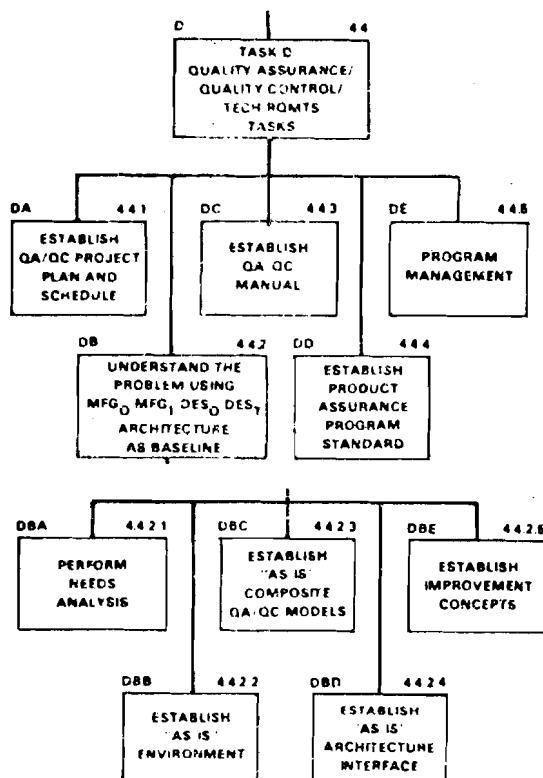 D 4.4
TASK D
QUALITY ASSURANCE/
QUALITY CONTROL/
TECH RQMTS
TASKS
DA 4.4.1
ESTABLISH
QA/QC PROJECT
PLAN AND
SCHEDULE
DC 4.4.3
ESTABLISH
QA/QC
MANUAL
DE 4.4.5
PROGRAM
MANAGEMENT
DB 4.4.2
UNDERSTAND THE
PROBLEM USING
MFG0 MFG1 DES0 DES1
ARCHITECTURE
AS BASELINE
DD 4.4.4
ESTABLISH
PRODUCT
ASSURANCE
PROGRAM
STANDARD
DBA 4.4.2.1
PERFORM
NEEDS
ANALYSIS
DBC 4.4.2.3
ESTABLISH
"AS IS"
COMPOSITE
QA/QC MODELS
DBE 4.4.2.5
ESTABLISH
IMPROVEMENT
CONCEPTS
DBB 4.4.2.2
ESTABLISH
"AS IS"
ENVIRONMENT
DBD 4.4.2.4
ESTABLISH
"AS IS"
ARCHITECTURE
INTERFACE